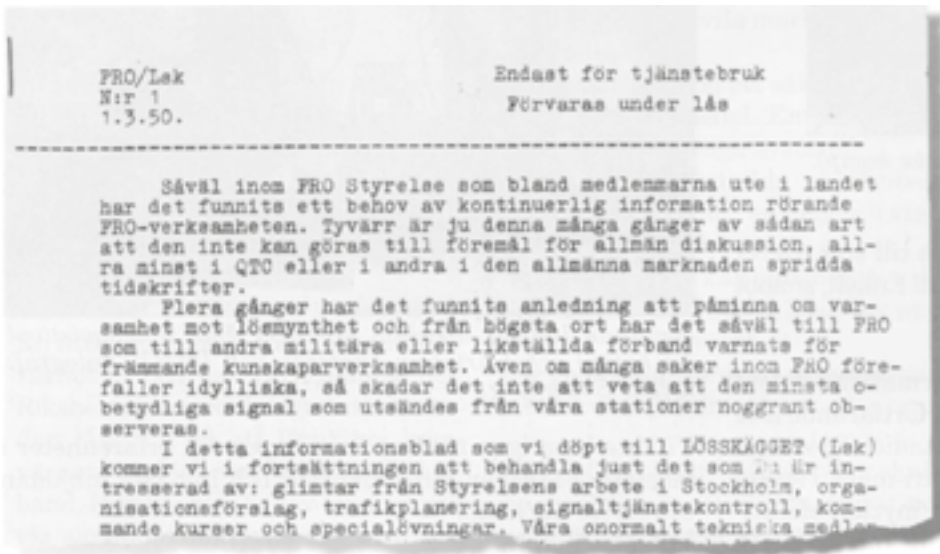 FRO/Lsk
N:r 1
1.3.50.
Endast för tjänstebruk
Förvaras under lås
Såväl inom FRO Styrelse som bland medlemmarna ute i landet
har det funnits ett behov av kontinuerlig information rörande
FRO-verksamheten. Tyvärr är ju denna många gånger av sådan art
att den inte kan göras till föremål för allmän diskussion, all-
ra minst i QTC eller i andra i den allmänna marknaden spridda
tidskrifter.
Flera gånger har det funnits anledning att påminna om var-
samhet mot lösmynthet och från högsta ort har det såväl till FRO
som till andra militära eller likställda förband varnats för
främmande kunskaparverksamhet. Även om många saker inom FRO före-
faller idylliska, så skadar det inte att veta att den minsta o-
betydliga signal som utsändes från våra stationer noggrant ob-
serveras.
I detta informationsblad som vi döpt till LÖSSKÄGGET (Lsk)
kommer vi i fortsättningen att behandla just det som Du är in-
tresserad av: glimtar från Styrelsens arbete i Stockholm, orga-
nisationsförslag, trafikplanering, signaltjänstekontroll, kom-
mande kurser och specialövningar. Våra onormalt tekniska medlem-